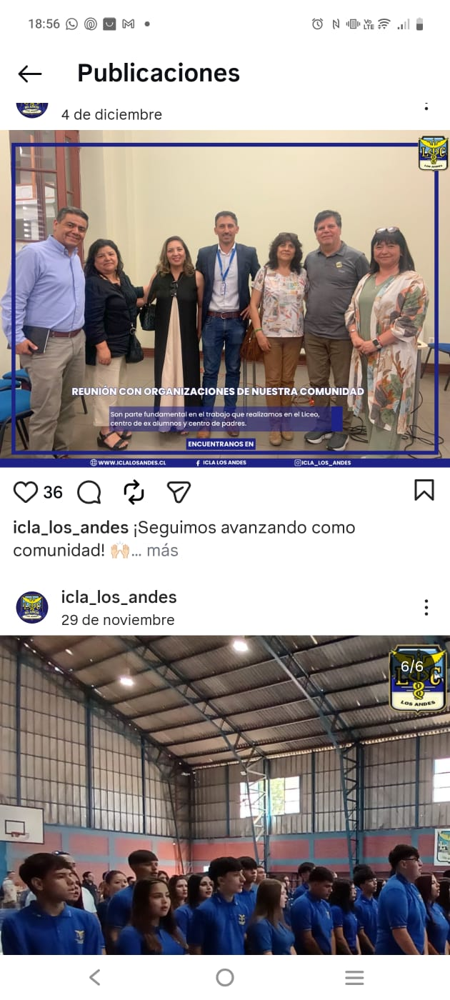 18:56
Vo
LTE
Publicaciones
4 de diciembre
L C
LOS ANDES
REUNIÓN CON ORGANIZACIONES DE NUESTRA COMUNIDAD
Son parte fundamental en el trabajo que realizamos en el Liceo,
centro de ex alumnos y centro de padres.
ENCUENTRANOS EN
WWW.ICLALOSANDES.CL
ICLA LOS ANDES
ICLA_LOS_ANDES
36
icla_los_andes ¡Seguimos avanzando como
comunidad! 🙌🏻... más
icla_los_andes
29 de noviembre
6/6
L C
LOS ANDES